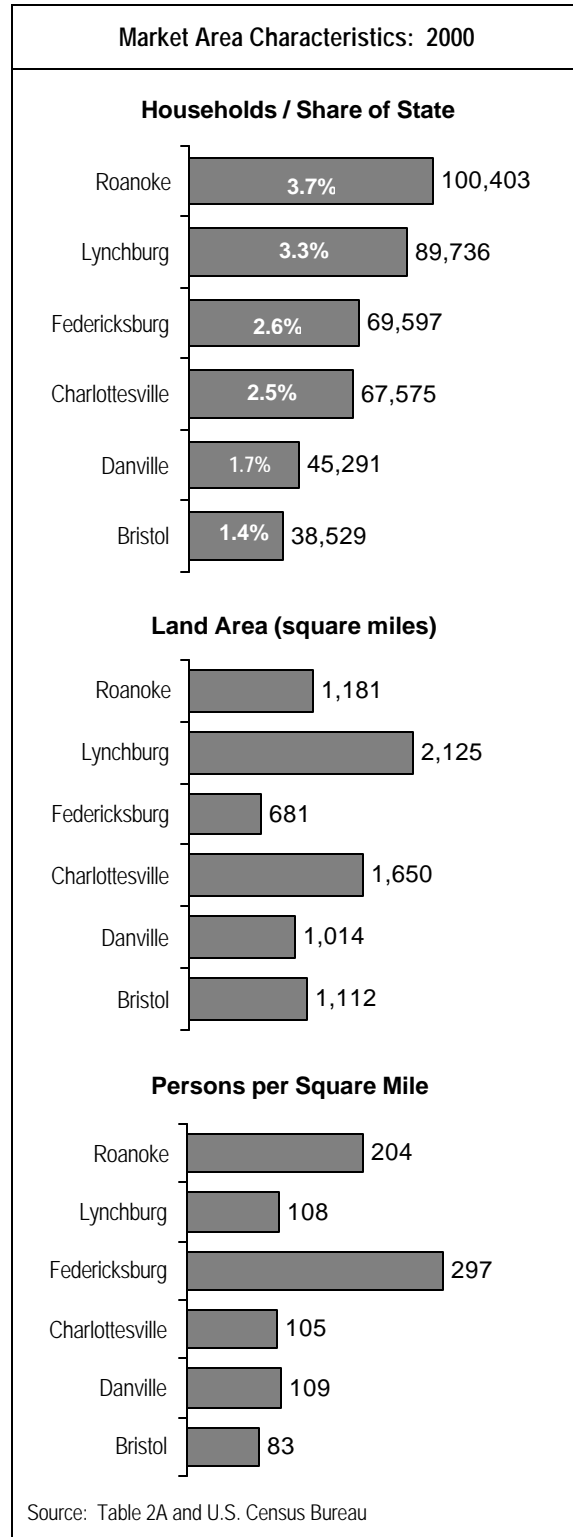 Market Area Characteristics: 2000
Households / Share of State
Roanoke 3.7% 100,403
Lynchburg 3.3% 89,736
Federicksburg 2.6% 69,597
Charlottesville 2.5% 67,575
Danville 1.7% 45,291
Bristol 1.4% 38,529
Land Area (square miles)
Roanoke 1,181
Lynchburg 2,125
Federicksburg 681
Charlottesville 1,650
Danville 1,014
Bristol 1,112
Persons per Square Mile
Roanoke 204
Lynchburg 108
Federicksburg 297
Charlottesville 105
Danville 109
Bristol 83
Source: Table 2A and U.S. Census Bureau